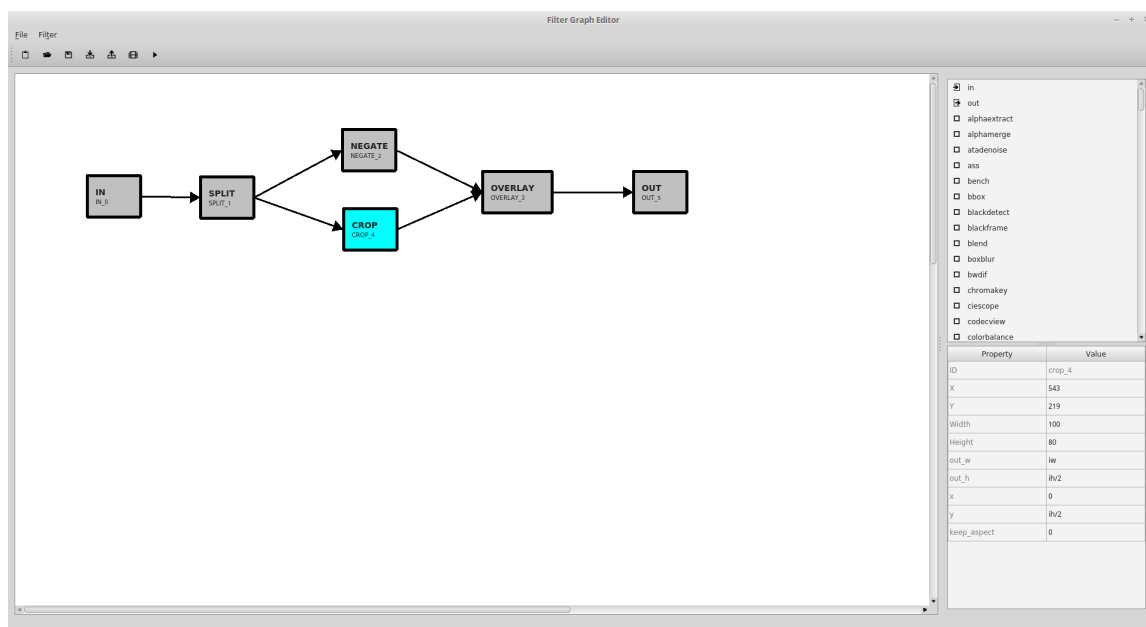 Filter Graph Editor
File Filter
IN
IN_0
SPLIT
SPLIT_1
NEGATE
NEGATE_2
CROP
CROP_4
OVERLAY
OVERLAY_3
OUT
OUT_5
in
out
alphaextract
alphamerge
atadenoise
ass
bench
bbox
blackdetect
blackframe
blend
boxblur
bwdif
chromakey
ciescope
codecview
colorbalance
Property Value
ID crop_4
X 543
Y 219
Width 100
Height 80
out_w iw
out_h ih/2
x 0
y ih/2
keep_aspect 0